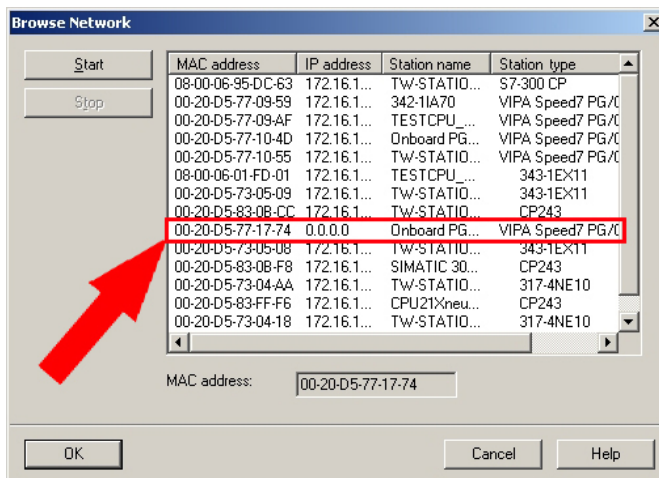 Browse Network
Start
Stop
MAC address IP address Station name Station type
08-00-06-95-DC-63 172.16.1... TW-STATIO... S7-300 CP
00-20-D5-77-09-59 172.16.1... 342-1IA70 VIPA Speed7 PG/
00-20-D5-77-09-AF 172.16.1... TESTCPU_... VIPA Speed7 PG/
00-20-D5-77-10-4D 172.16.1... Onboard PG... VIPA Speed7 PG/
00-20-D5-77-10-55 172.16.1... TW-STATIO... VIPA Speed7 PG/
08-00-06-01-FD-01 172.16.1... TESTCPU_... 343-1EX11
00-20-D5-73-05-09 172.16.1... TW-STATIO... 343-1EX11
00-20-D5-83-0B-CC 172.16.1... TW-STATIO... CP243
00-20-D5-77-17-74 0.0.0.0 Onboard PG... VIPA Speed7 PG/
00-20-D5-73-05-08 172.16.1... TW-STATIO... 343-1EX11
00-20-D5-83-0B-F8 172.16.1... SIMATIC 30... CP243
00-20-D5-73-04-AA 172.16.1... TW-STATIO... 317-4NE10
00-20-D5-83-FF-F6 172.16.1... CPU21Xneu... CP243
00-20-D5-73-04-18 172.16.1... TW-STATIO... 317-4NE10
MAC address: 00-20-D5-77-17-74
OK Cancel Help